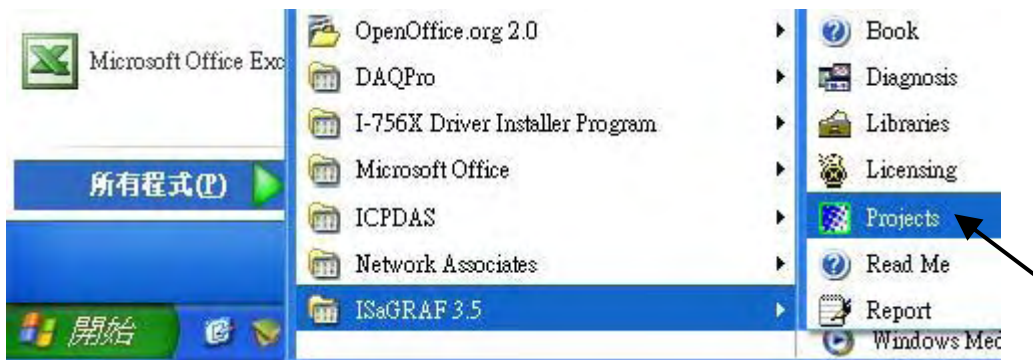 Microsoft Office Exc
所有程式(P)
開始
OpenOffice.org 2.0
DAQPro
I-756X Driver Installer Program
Microsoft Office
ICPDAS
Network Associates
ISaGRAF 3.5
Book
Diagnosis
Libraries
Licensing
Projects
Read Me
Report
Windows Med